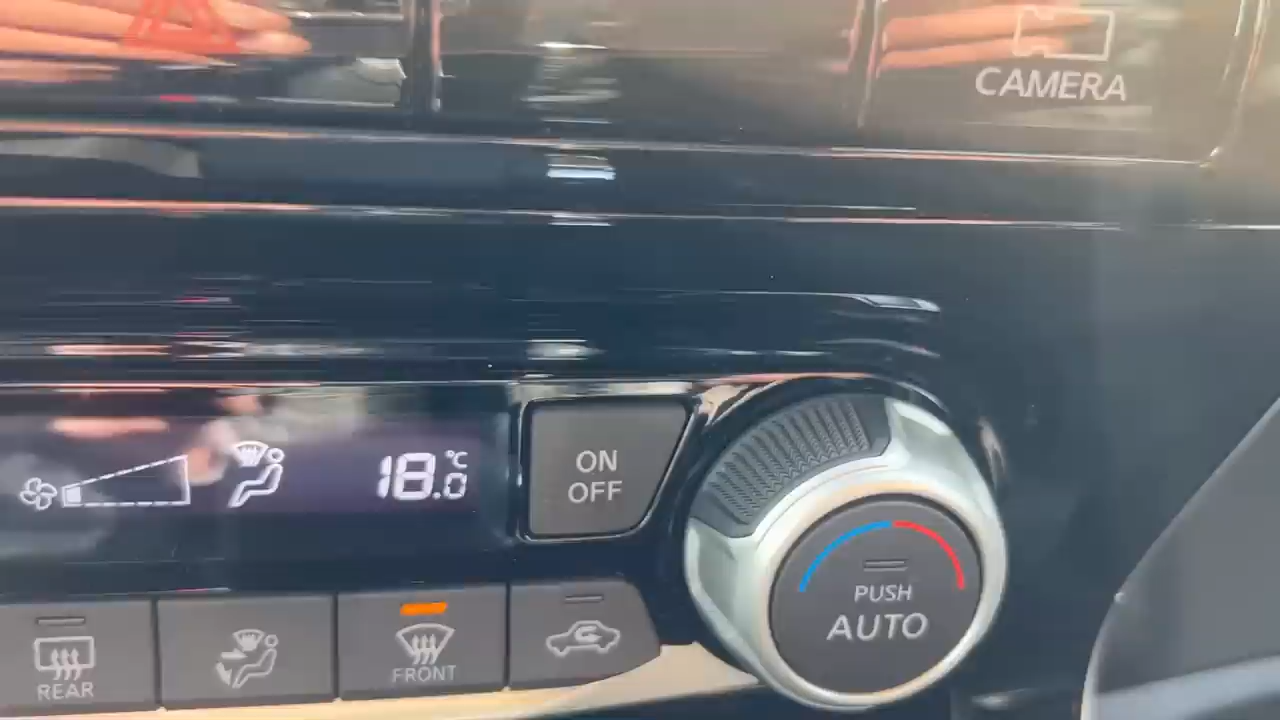 CAMERA
18.0 °C
ON
OFF
PUSH
AUTO
REAR
FRONT